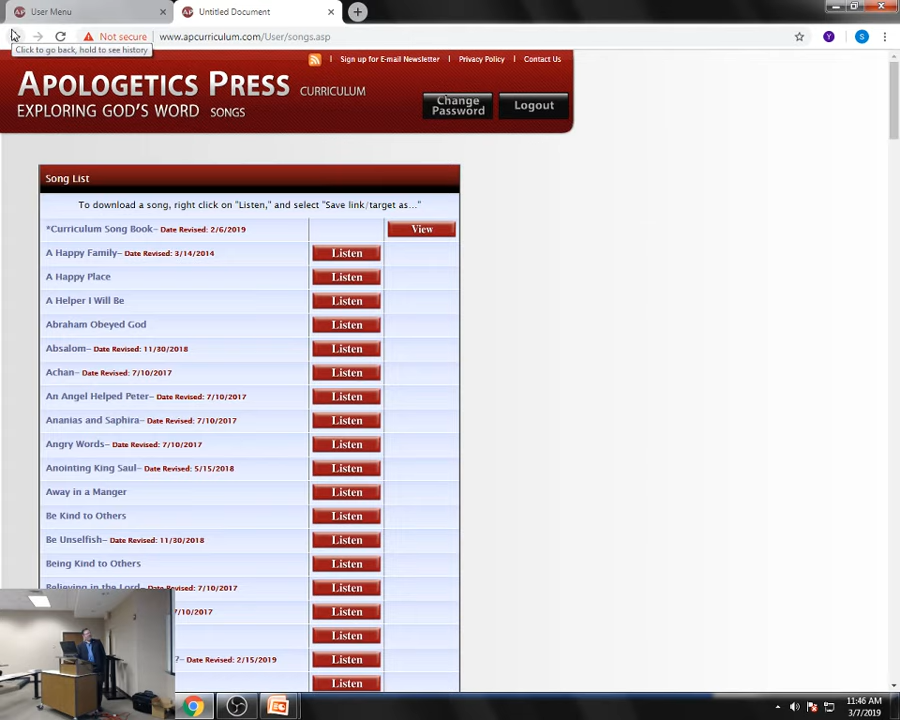 User Menu
Untitled Document
Not secure
www.apcurriculum.com/User/songs.asp
Click to go back, hold to see history
Sign up for E-mail Newsletter | Privacy Policy | Contact Us
APOLOGETICS PRESS CURRICULUM
EXPLORING GOD'S WORD SONGS
Change Password
Logout
Song List
To download a song, right click on "Listen," and select "Save link/target as..."
*Curriculum Song Book– Date Revised: 2/6/2019 View
A Happy Family– Date Revised: 3/14/2014 Listen
A Happy Place Listen
A Helper I Will Be Listen
Abraham Obeyed God Listen
Absalom– Date Revised: 11/30/2018 Listen
Achan– Date Revised: 7/10/2017 Listen
An Angel Helped Peter– Date Revised: 7/10/2017 Listen
Ananias and Saphira– Date Revised: 7/10/2017 Listen
Angry Words– Date Revised: 7/10/2017 Listen
Anointing King Saul– Date Revised: 5/15/2018 Listen
Away in a Manger Listen
Be Kind to Others Listen
Be Unselfish– Date Revised: 11/30/2018 Listen
Being Kind to Others Listen
Believing in the Lord– Date Revised: 7/10/2017 Listen
7/10/2017 Listen
Listen
?– Date Revised: 2/15/2019 Listen
Listen
11:46 AM
3/7/2019